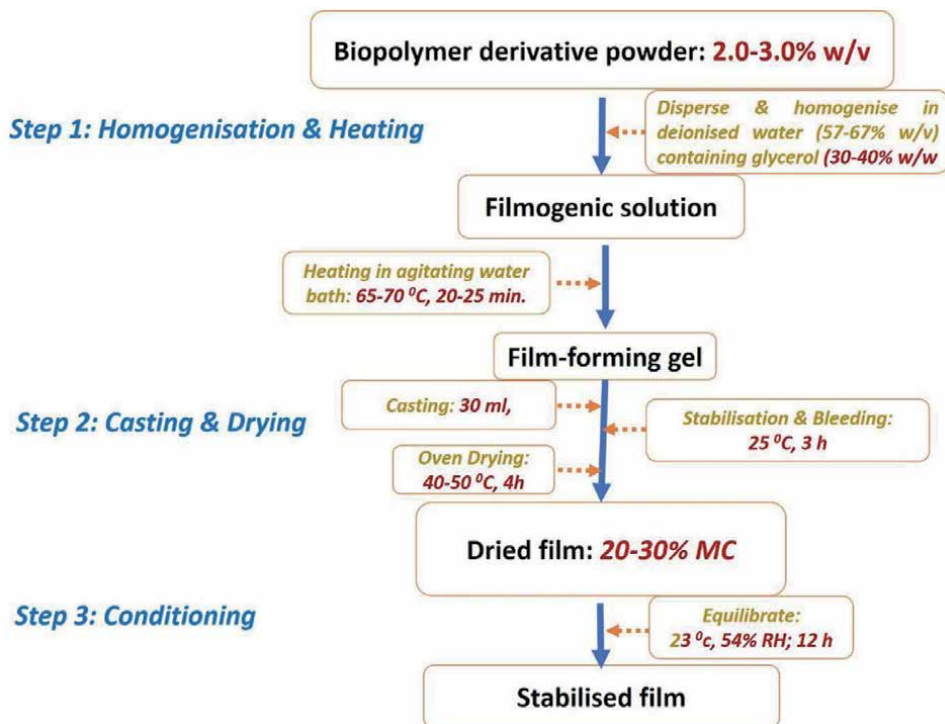 Biopolymer derivative powder: 2.0-3.0% w/v
Step 1: Homogenisation & Heating
Disperse & homogenise in
deionised water (57-67% w/v)
containing glycerol (30-40% w/w
Filmogenic solution
Heating in agitating water
bath: 65-70 ⁰C, 20-25 min.
Film-forming gel
Casting: 30 ml,
Step 2: Casting & Drying
Stabilisation & Bleeding:
25 ⁰C, 3 h
Oven Drying:
40-50 ⁰C, 4h
Dried film: 20-30% MC
Step 3: Conditioning
Equilibrate:
23 ⁰c, 54% RH; 12 h
Stabilised film